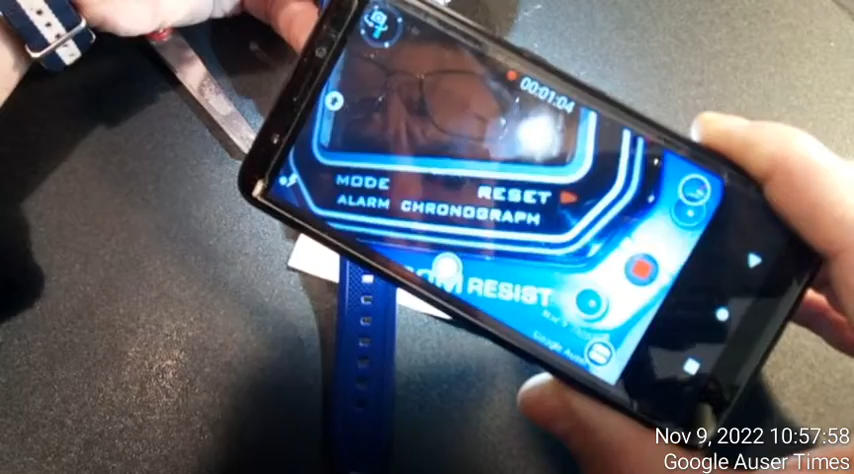 00:01:04
MODE RESET
ALARM CHRONOGRAPH
RESIST
Nov 9, 2022 10:57:58
Google Auser Times